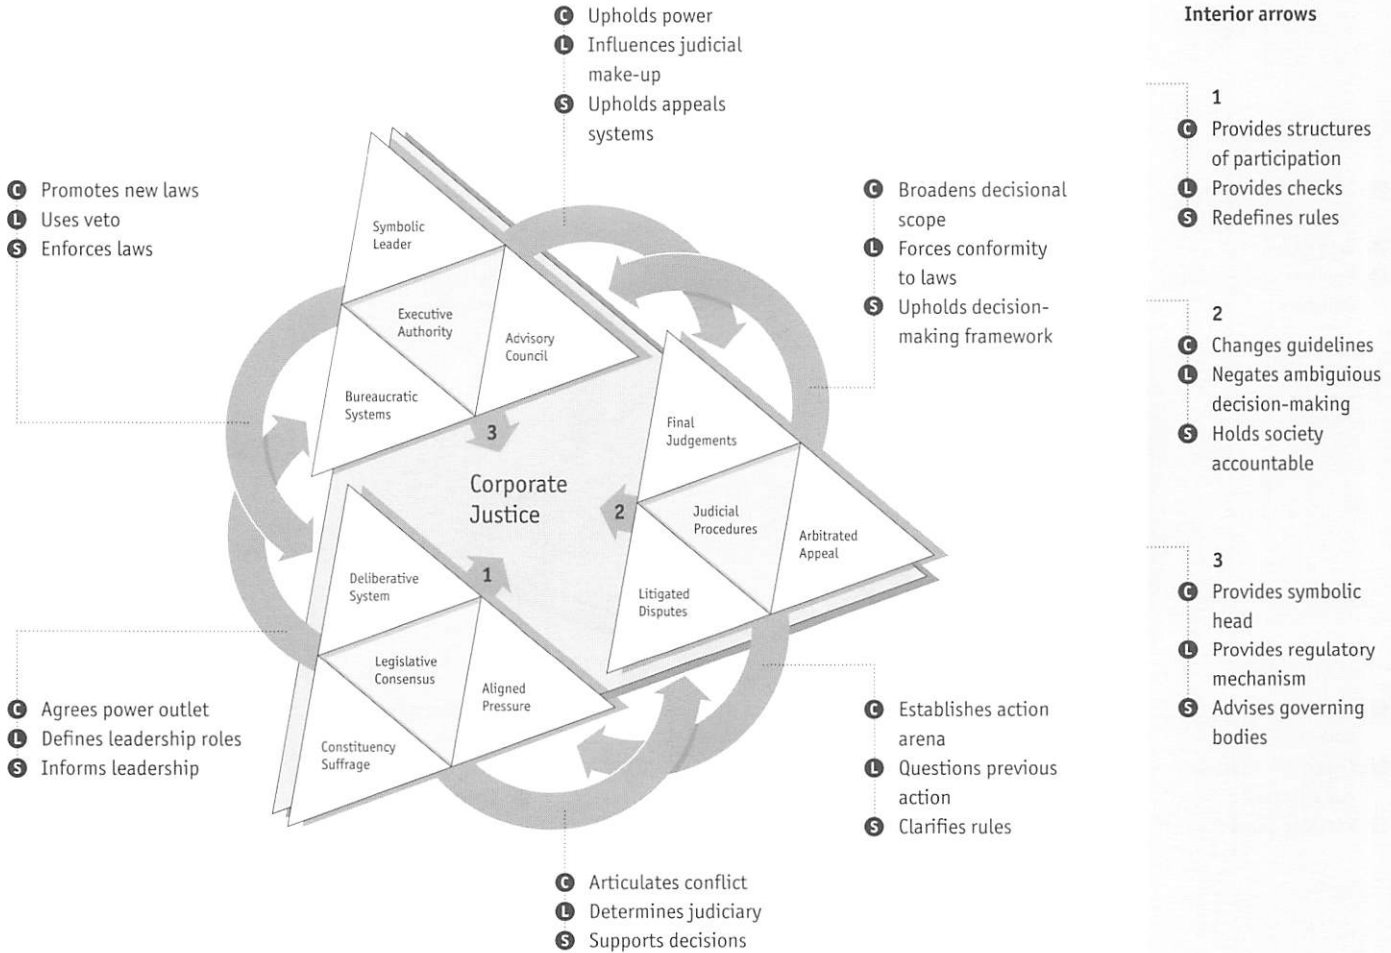 C Upholds power
L Influences judicial
make-up
S Upholds appeals
systems
C Promotes new laws
L Uses veto
S Enforces laws
C Broadens decisional
scope
L Forces conformity
to laws
S Upholds decision-
making framework
Symbolic
Leader
Executive
Authority
Advisory
Council
Bureaucratic
Systems
3
Corporate
Justice
2
1
Final
Judgements
Judicial
Procedures
Arbitrated
Appeal
Litigated
Disputes
Deliberative
System
Legislative
Consensus
Aligned
Pressure
Constituency
Suffrage
C Agrees power outlet
L Defines leadership roles
S Informs leadership
C Establishes action
arena
L Questions previous
action
S Clarifies rules
C Articulates conflict
L Determines judiciary
S Supports decisions
Interior arrows
1
C Provides structures
of participation
L Provides checks
S Redefines rules
2
C Changes guidelines
L Negates ambiguious
decision-making
S Holds society
accountable
3
C Provides symbolic
head
L Provides regulatory
mechanism
S Advises governing
bodies